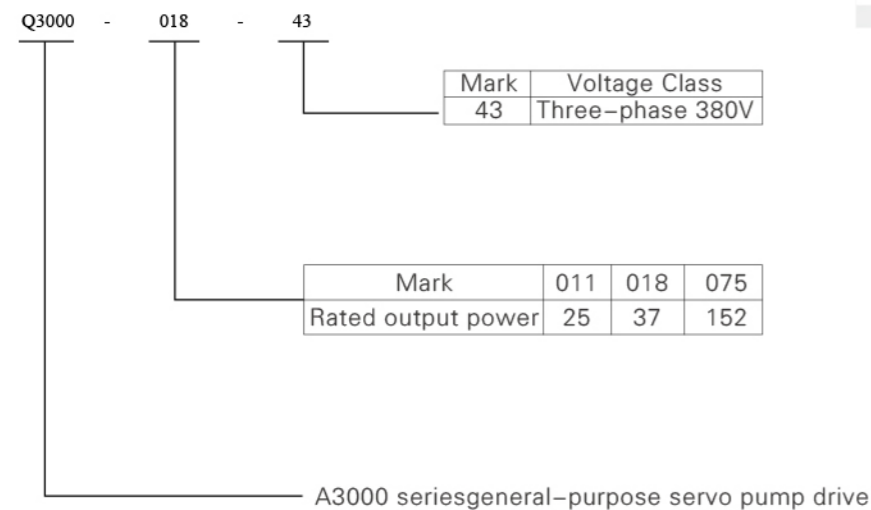 Q3000 - 018 - 43
Mark Voltage Class
43 Three-phase 380V
Mark 011 018 075
Rated output power 25 37 152
A3000 seriesgeneral-purpose servo pump drive